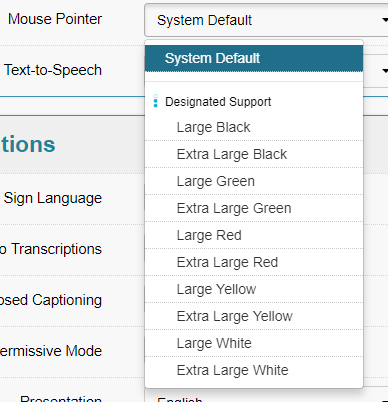 Mouse Pointer
System Default
System Default
Text-to-Speech
Designated Support
Large Black
Extra Large Black
Large Green
Extra Large Green
Large Red
Extra Large Red
Large Yellow
Extra Large Yellow
Large White
Extra Large White
tions
Sign Language
o Transcriptions
osed Captioning
ermissive Mode
Presentation
English